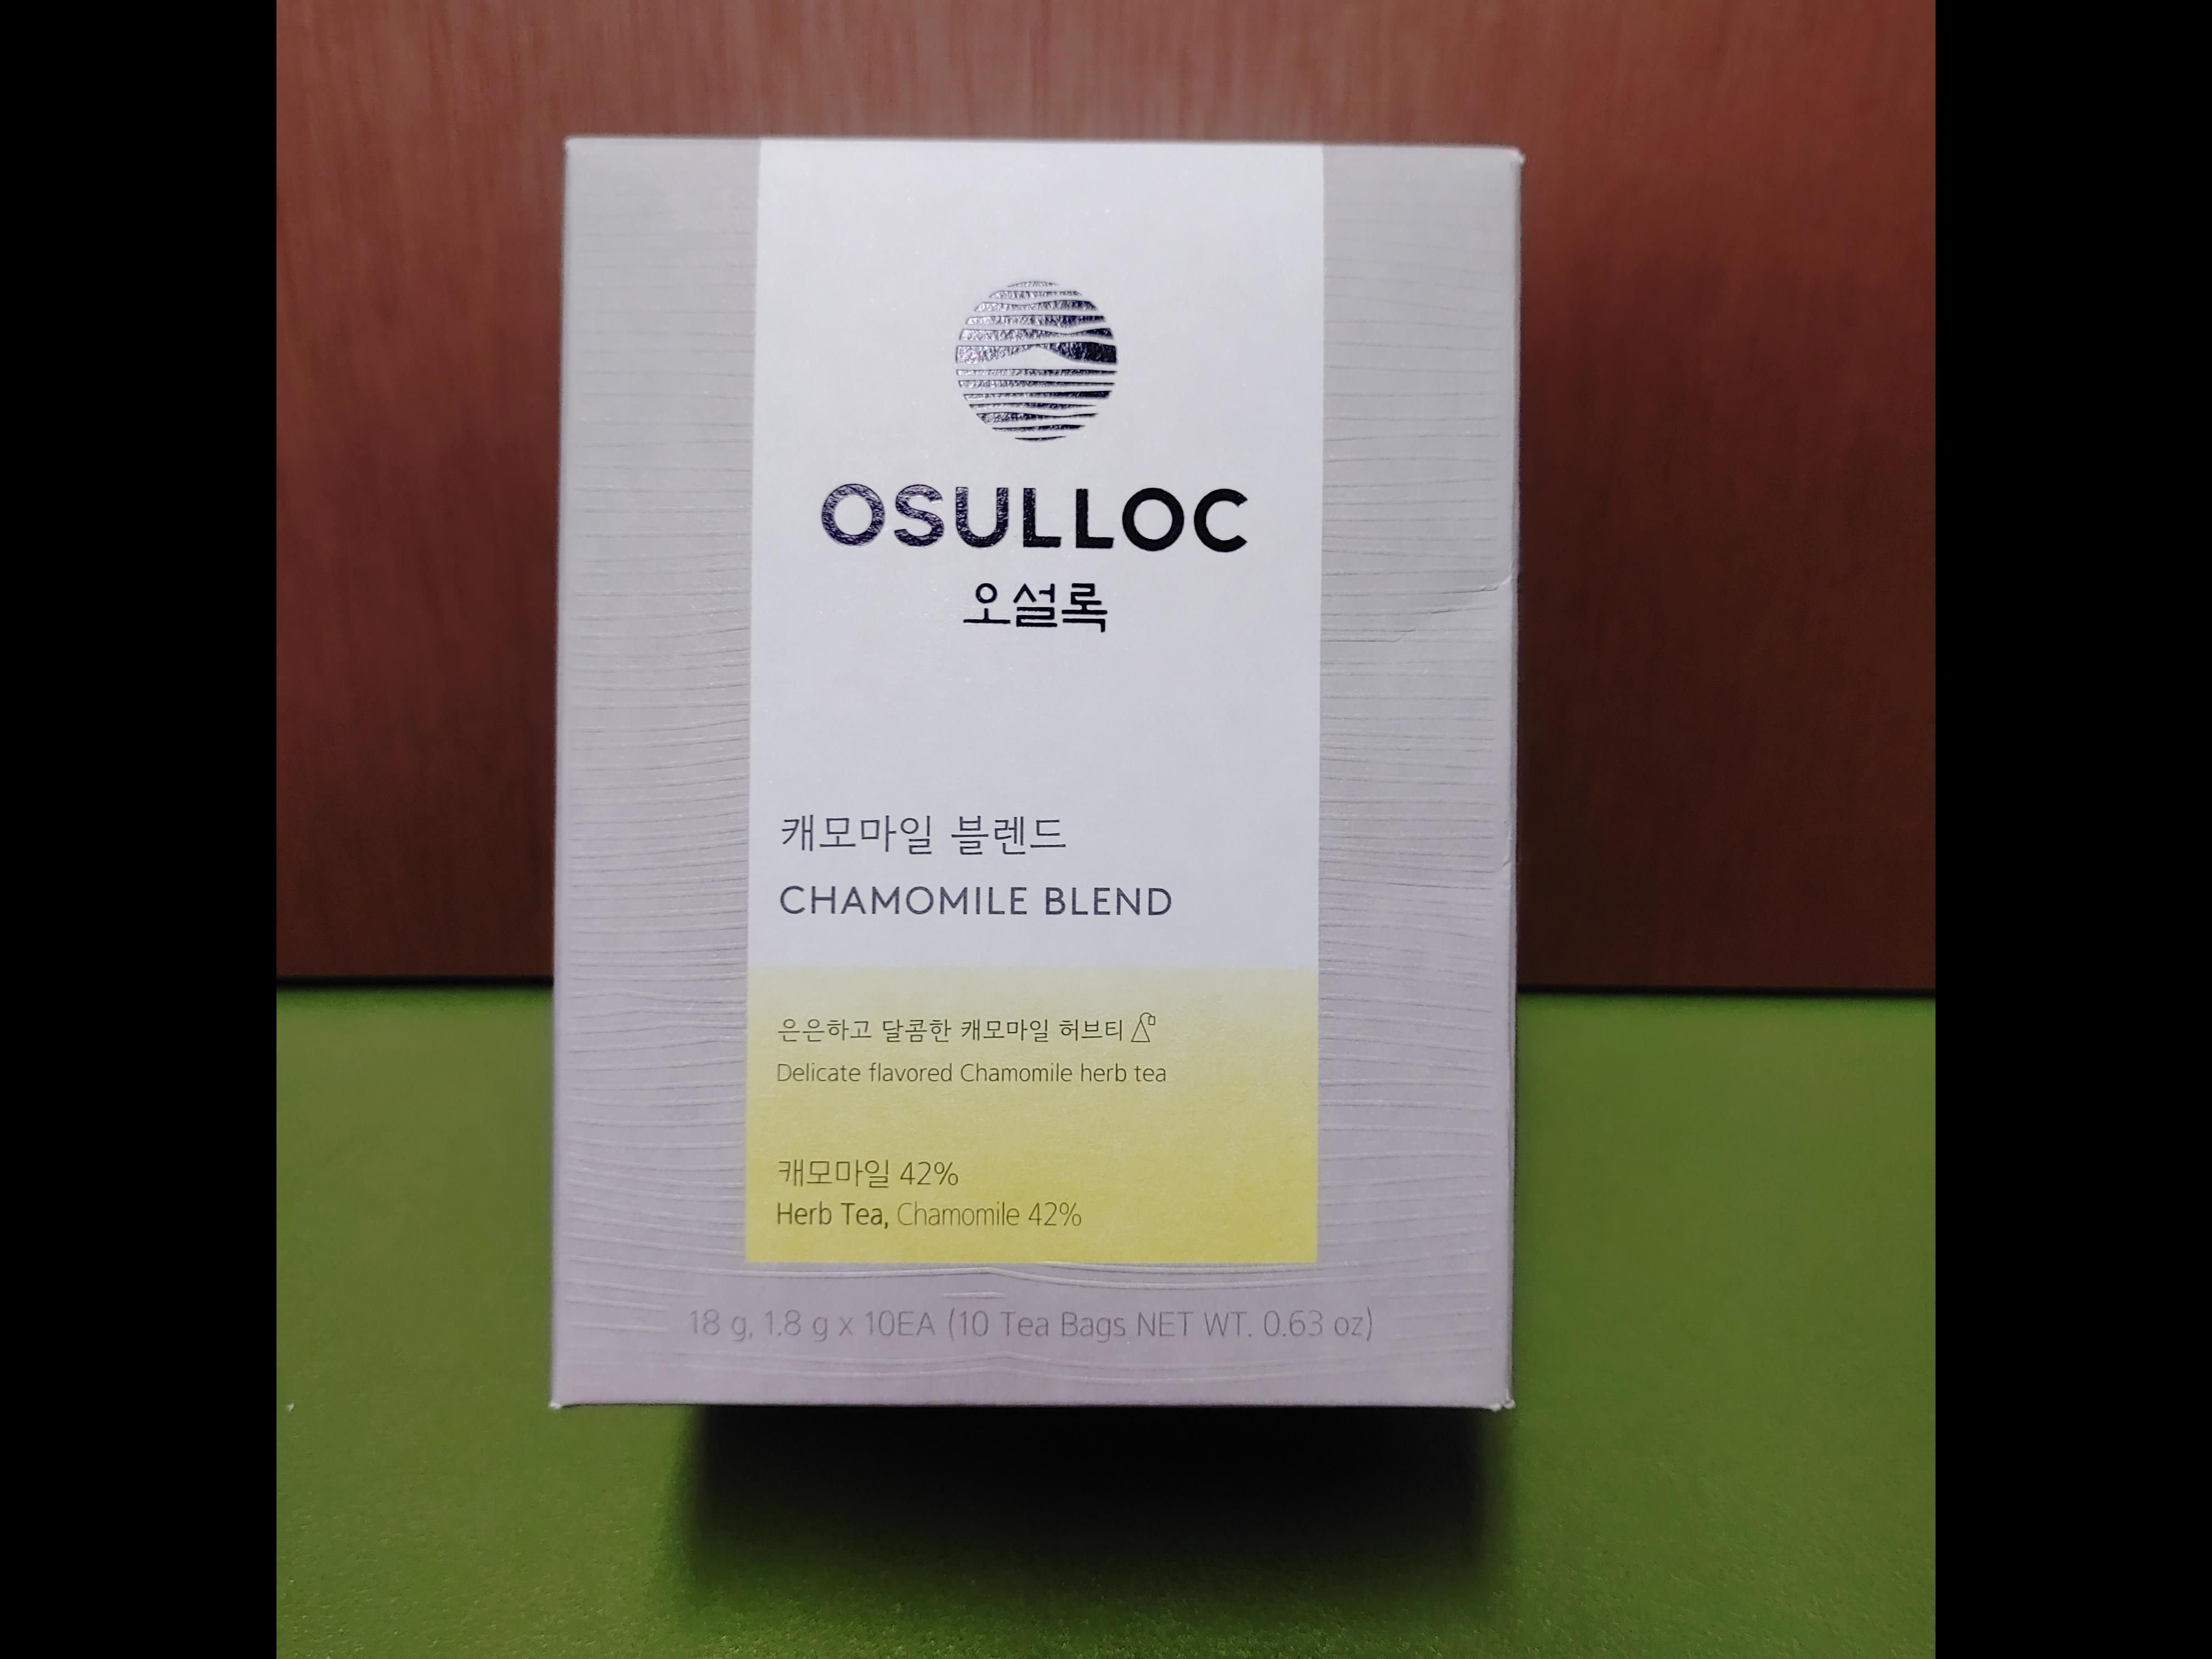 OSULLOC
오설록
캐모마일 블렌드
CHAMOMILE BLEND
은은하고 달콤한 캐모마일 허브티
Delicate flavored Chamomile herb tea
캐모마일 42%
Herb Tea, Chamomile 42%
18 g, 1.8 g x 10EA (10 Tea Bags NET WT. 0.63 oz)